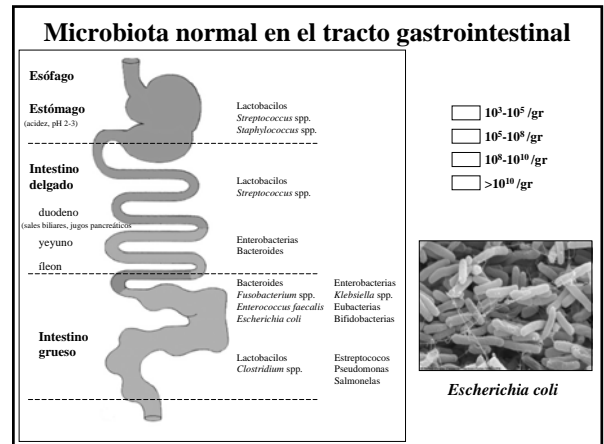 Microbiota normal en el tracto gastrointestinal
Esófago
Estómago
(acidez, pH 2-3)
Lactobacilos
Streptococcus spp.
Staphylococcus spp.
Intestino
delgado
Lactobacilos
Streptococcus spp.
duodeno
(sales biliares, jugos pancreáticos)
yeyuno
Enterobacterias
Bacteroides
íleon
Bacteroides
Fusobacterium spp.
Enterococcus faecalis
Escherichia coli
Enterobacterias
Klebsiella spp.
Eubacterias
Bifidobacterias
Intestino
grueso
Lactobacilos
Clostridium spp.
Estreptococos
Pseudomonas
Salmonelas
10³-10⁵ /gr
10⁵-10⁸ /gr
10⁸-10¹⁰ /gr
>10¹⁰ /gr
Escherichia coli